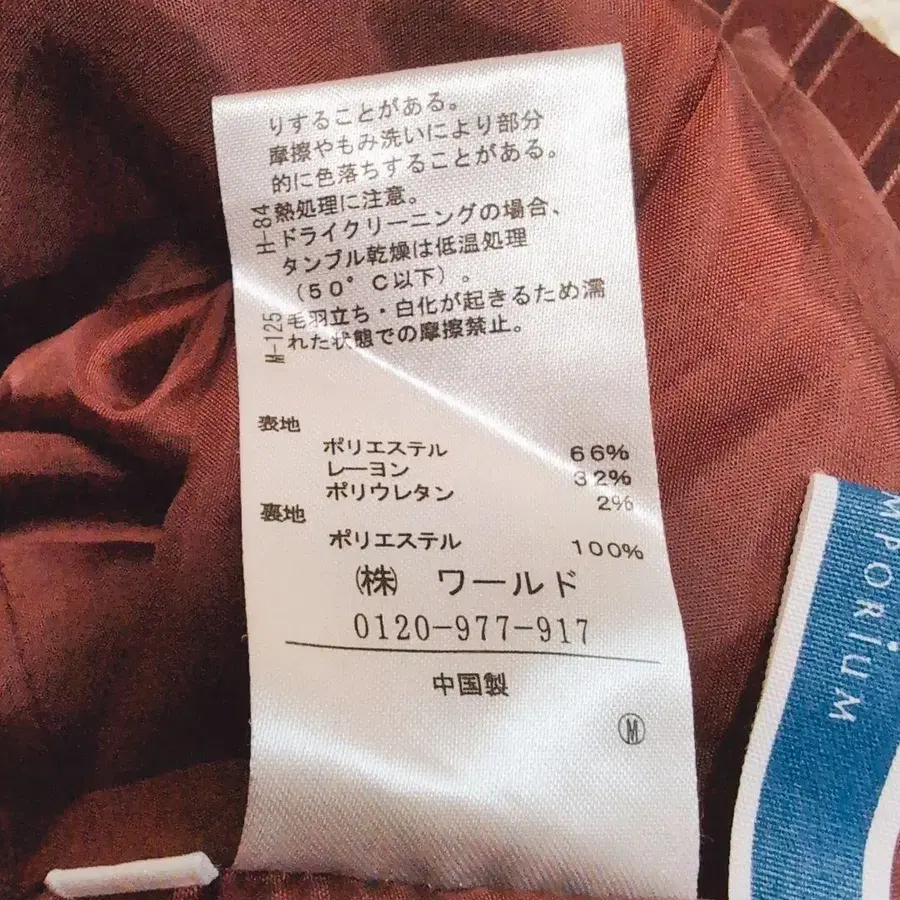 りすることがある。
摩擦やもみ洗いにより部分
的に色落ちすることがある。
熱処理に注意。
ドライクリーニングの場合、
タンブル乾燥は低温処理
(50°C以下)。
毛羽立ち・白化が起きるため濡
れた状態での摩擦禁止。
H-84
M-125
表地
ポリエステル 66%
レーヨン 32%
ポリウレタン 2%
裏地
ポリエステル 100%
(株) ワールド
0120-977-917
中国製
M
MPORiUM